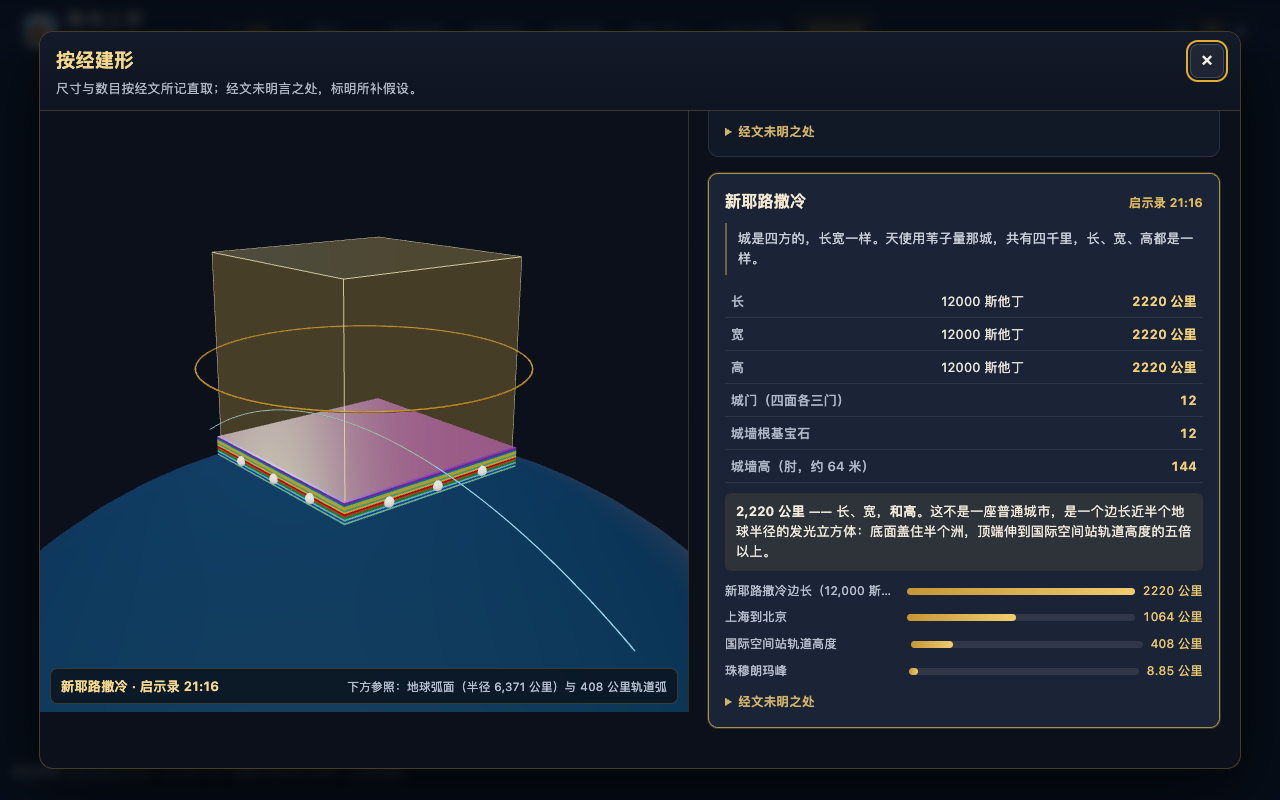 按经建形
尺寸与数目按经文所记直取；经文未明言之处，标明所补假设。
×
▶ 经文未明之处
新耶路撒冷
启示录 21:16
城是四方的，长宽一样。天使用苇子量那城，共有四千里，长、宽、高都是一
样。
长 12000 斯他丁 2220 公里
宽 12000 斯他丁 2220 公里
高 12000 斯他丁 2220 公里
城门（四面各三门） 12
城墙根基宝石 12
城墙高（肘，约 64 米） 144
2,220 公里 —— 长、宽，和高。这不是一座普通城市，是一个边长近半个地
球半径的发光立方体：底面盖住半个洲，顶端伸到国际空间站轨道高度的五倍
以上。
新耶路撒冷边长（12,000 斯… 2220 公里
上海到北京 1064 公里
国际空间站轨道高度 408 公里
珠穆朗玛峰 8.85 公里
▶ 经文未明之处
新耶路撒冷 · 启示录 21:16
下方参照：地球弧面（半径 6,371 公里）与 408 公里轨道弧